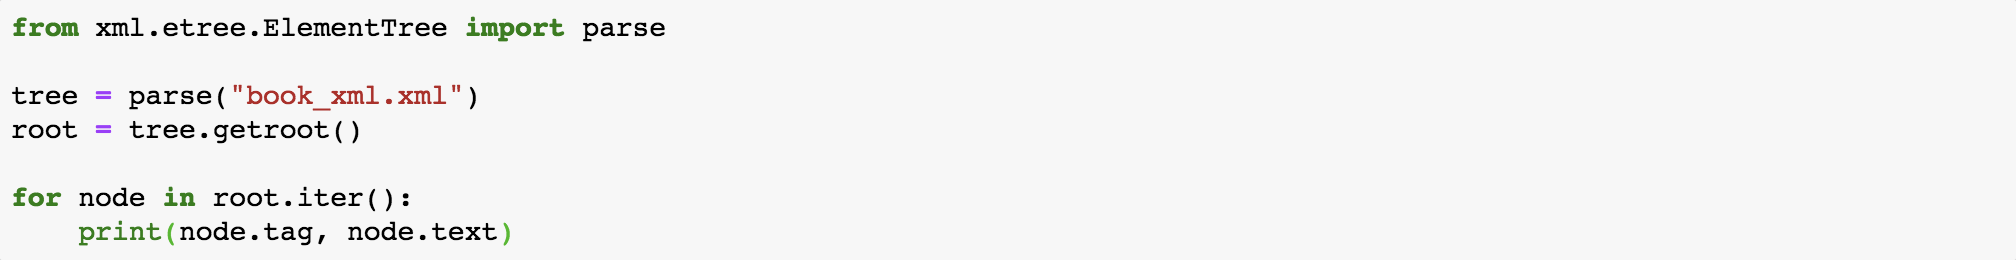 from xml.etree.ElementTree import parse
tree = parse("book_xml.xml")
root = tree.getroot()
for node in root.iter():
    print(node.tag, node.text)